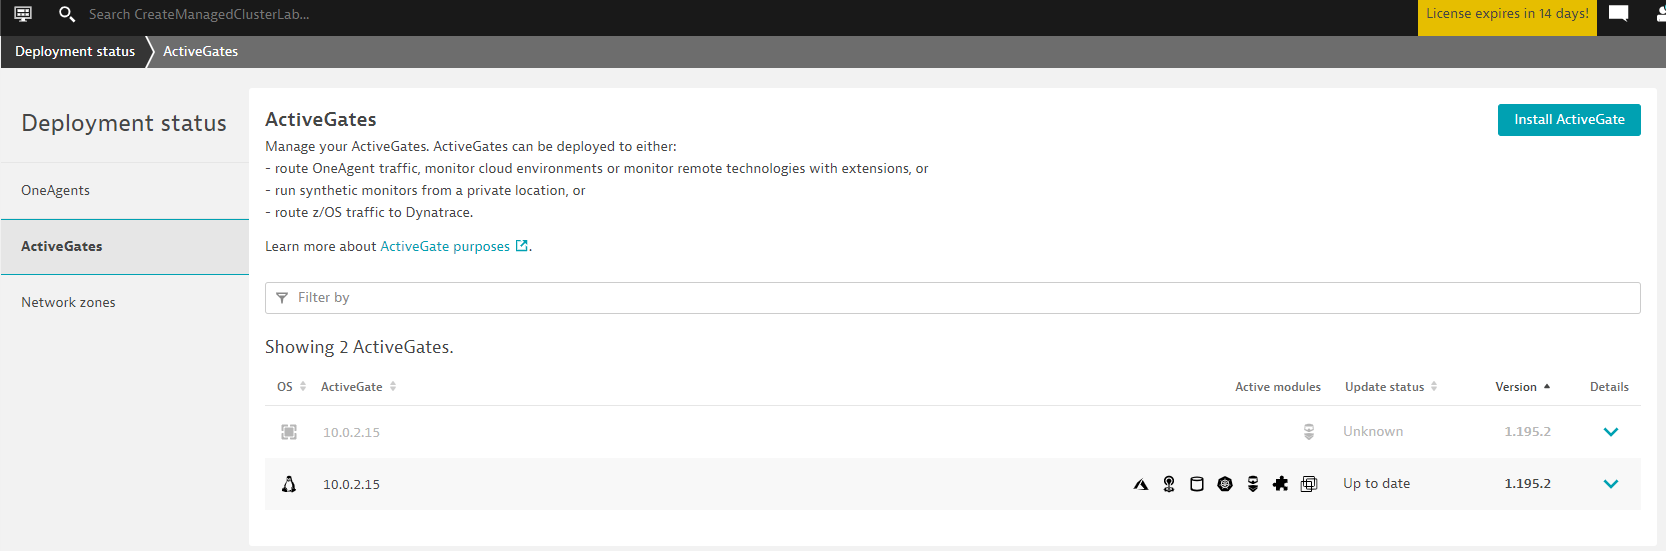 Search CreateManagedClusterLab...
License expires in 14 days!
Deployment status
ActiveGates
Deployment status
OneAgents
ActiveGates
Network zones
ActiveGates
Install ActiveGate
Manage your ActiveGates. ActiveGates can be deployed to either:
- route OneAgent traffic, monitor cloud environments or monitor remote technologies with extensions, or
- run synthetic monitors from a private location, or
- route z/OS traffic to Dynatrace.
Learn more about ActiveGate purposes.
Filter by
Showing 2 ActiveGates.
OS ActiveGate Active modules Update status Version Details
10.0.2.15 Unknown 1.195.2
10.0.2.15 Up to date 1.195.2